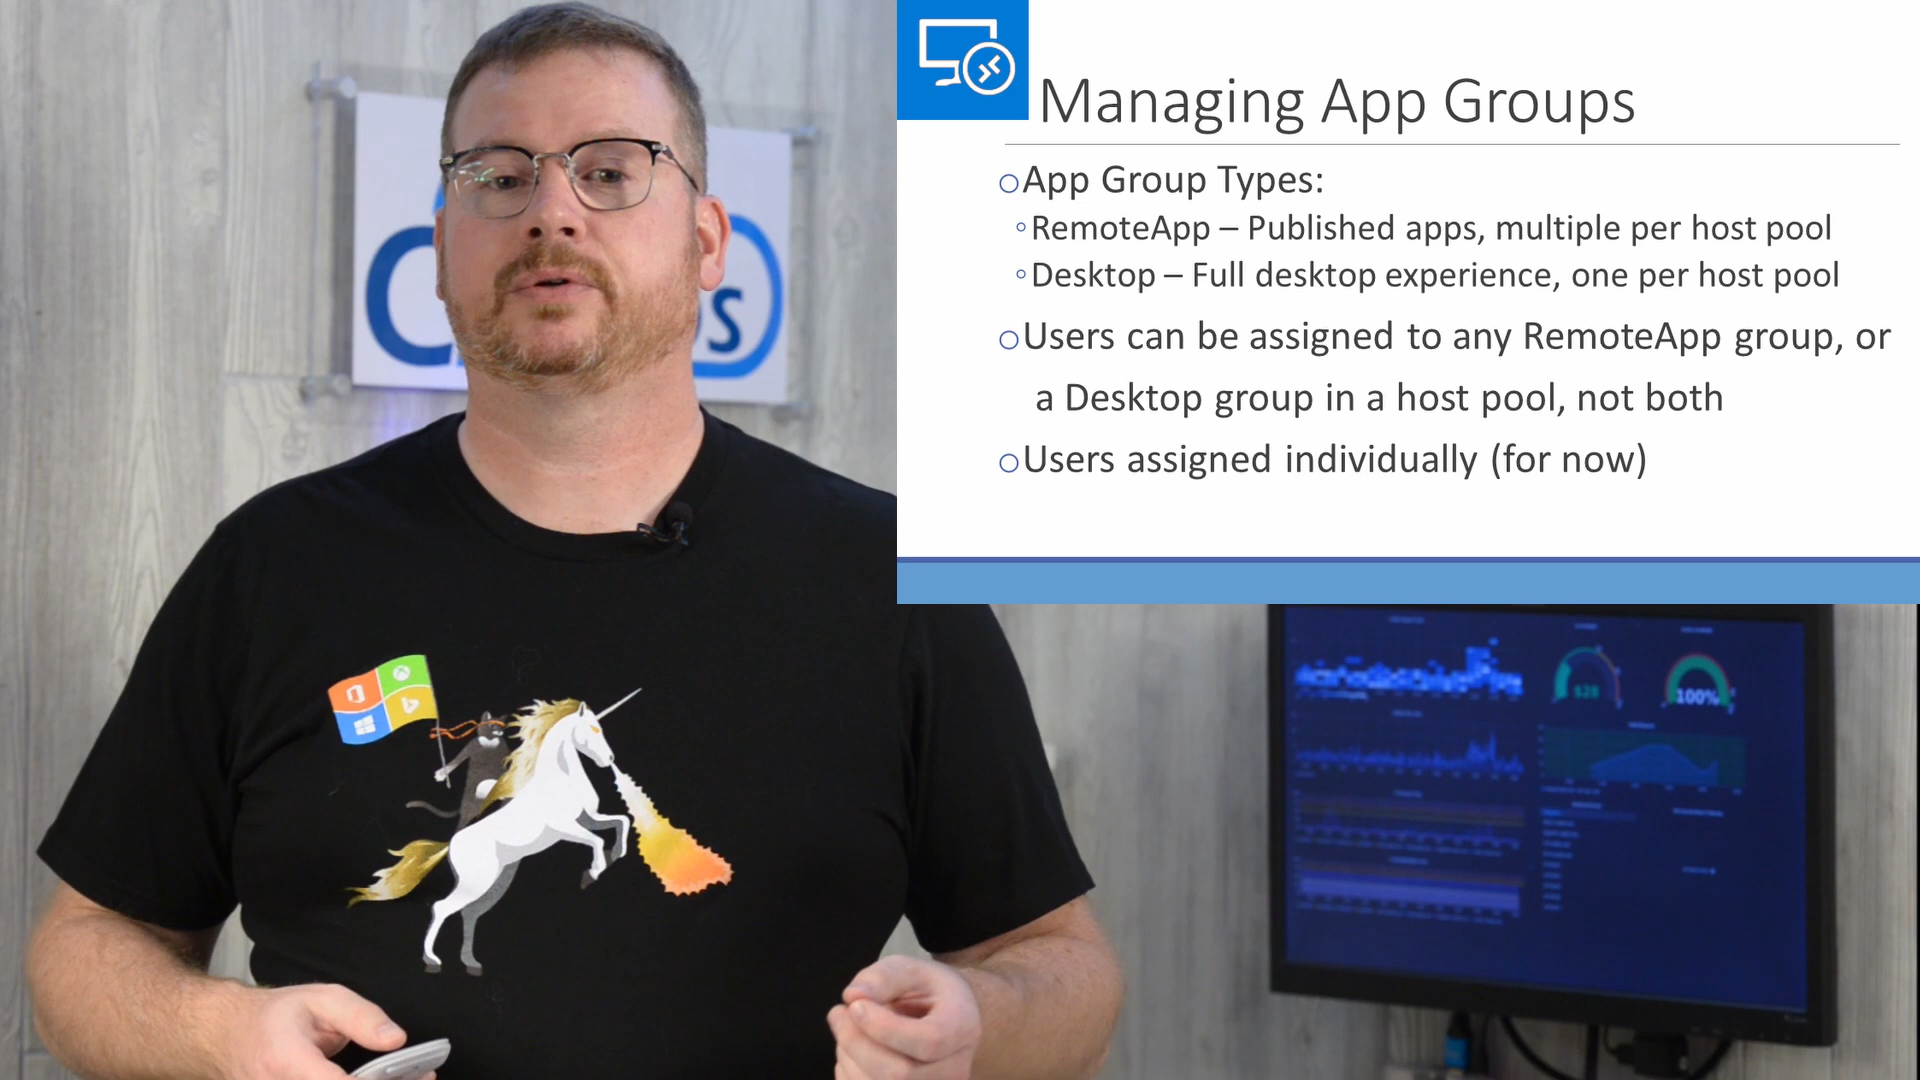 Managing App Groups
App Group Types:
RemoteApp – Published apps, multiple per host pool
Desktop – Full desktop experience, one per host pool
Users can be assigned to any RemoteApp group, or
a Desktop group in a host pool, not both
Users assigned individually (for now)
100%